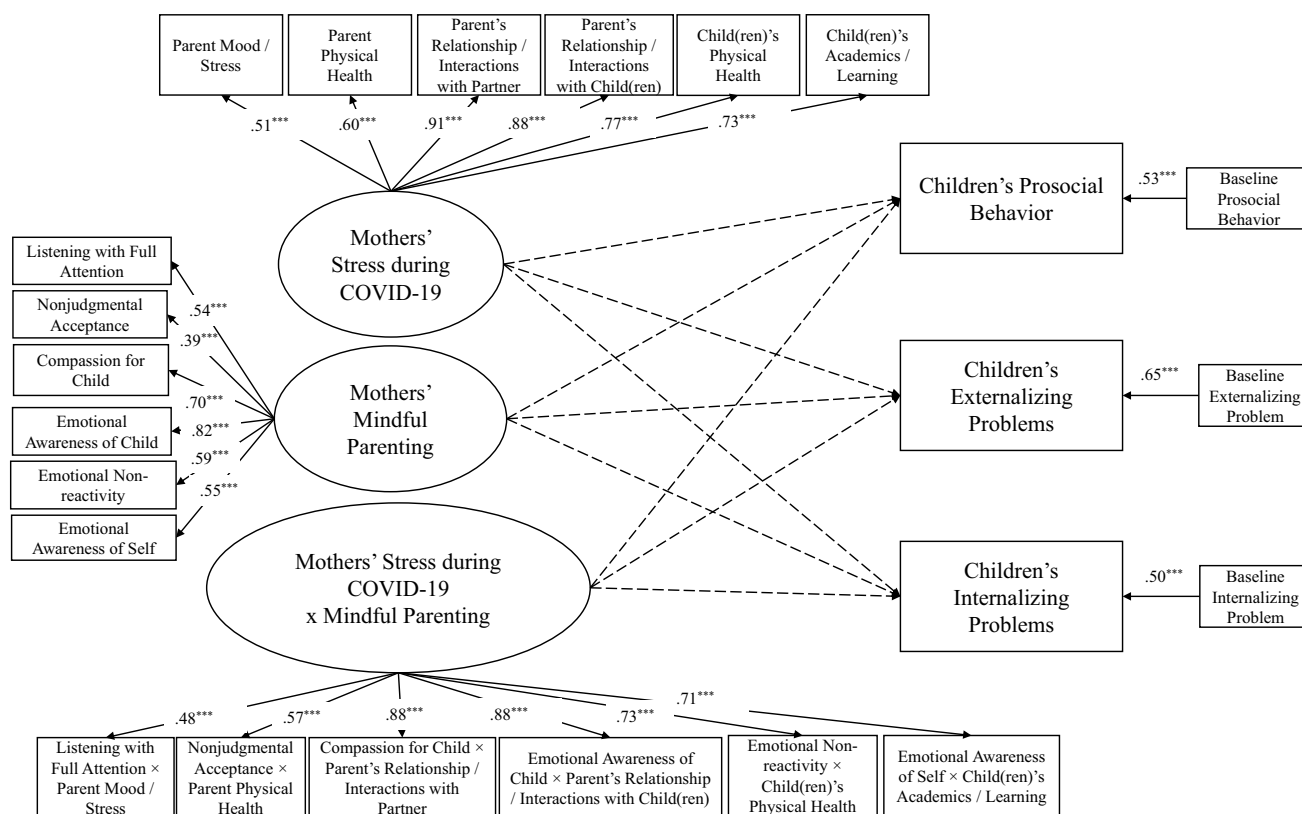 Parent Mood /
Stress
Parent
Physical
Health
Parent’s
Relationship /
Interactions
with Partner
Parent’s
Relationship /
Interactions
with Child(ren)
Child(ren)’s
Physical
Health
Child(ren)’s
Academics /
Learning
.51***
.60***
.91***
.88***
.77***
.73***
Mothers’
Stress during
COVID-19
Children’s Prosocial
Behavior
.53***
Baseline
Prosocial
Behavior
Listening with Full
Attention
Nonjudgmental
Acceptance
Compassion for
Child
Emotional
Awareness of Child
Emotional Non-
reactivity
Emotional
Awareness of Self
.54***
.39***
.70***
.82***
.59***
.55***
Mothers’
Mindful
Parenting
Children’s
Externalizing
Problems
.65***
Baseline
Externalizing
Problem
Mothers’ Stress during
COVID-19
x Mindful Parenting
Children’s
Internalizing
Problems
.50***
Baseline
Internalizing
Problem
.48***
.57***
.88***
.88***
.73***
.71***
Listening with
Full Attention ×
Parent Mood /
Stress
Nonjudgmental
Acceptance ×
Parent Physical
Health
Compassion for Child ×
Parent’s Relationship /
Interactions with
Partner
Emotional Awareness of
Child × Parent’s Relationship
/ Interactions with Child(ren)
Emotional Non-
reactivity ×
Child(ren)’s
Physical Health
Emotional Awareness
of Self × Child(ren)’s
Academics / Learning